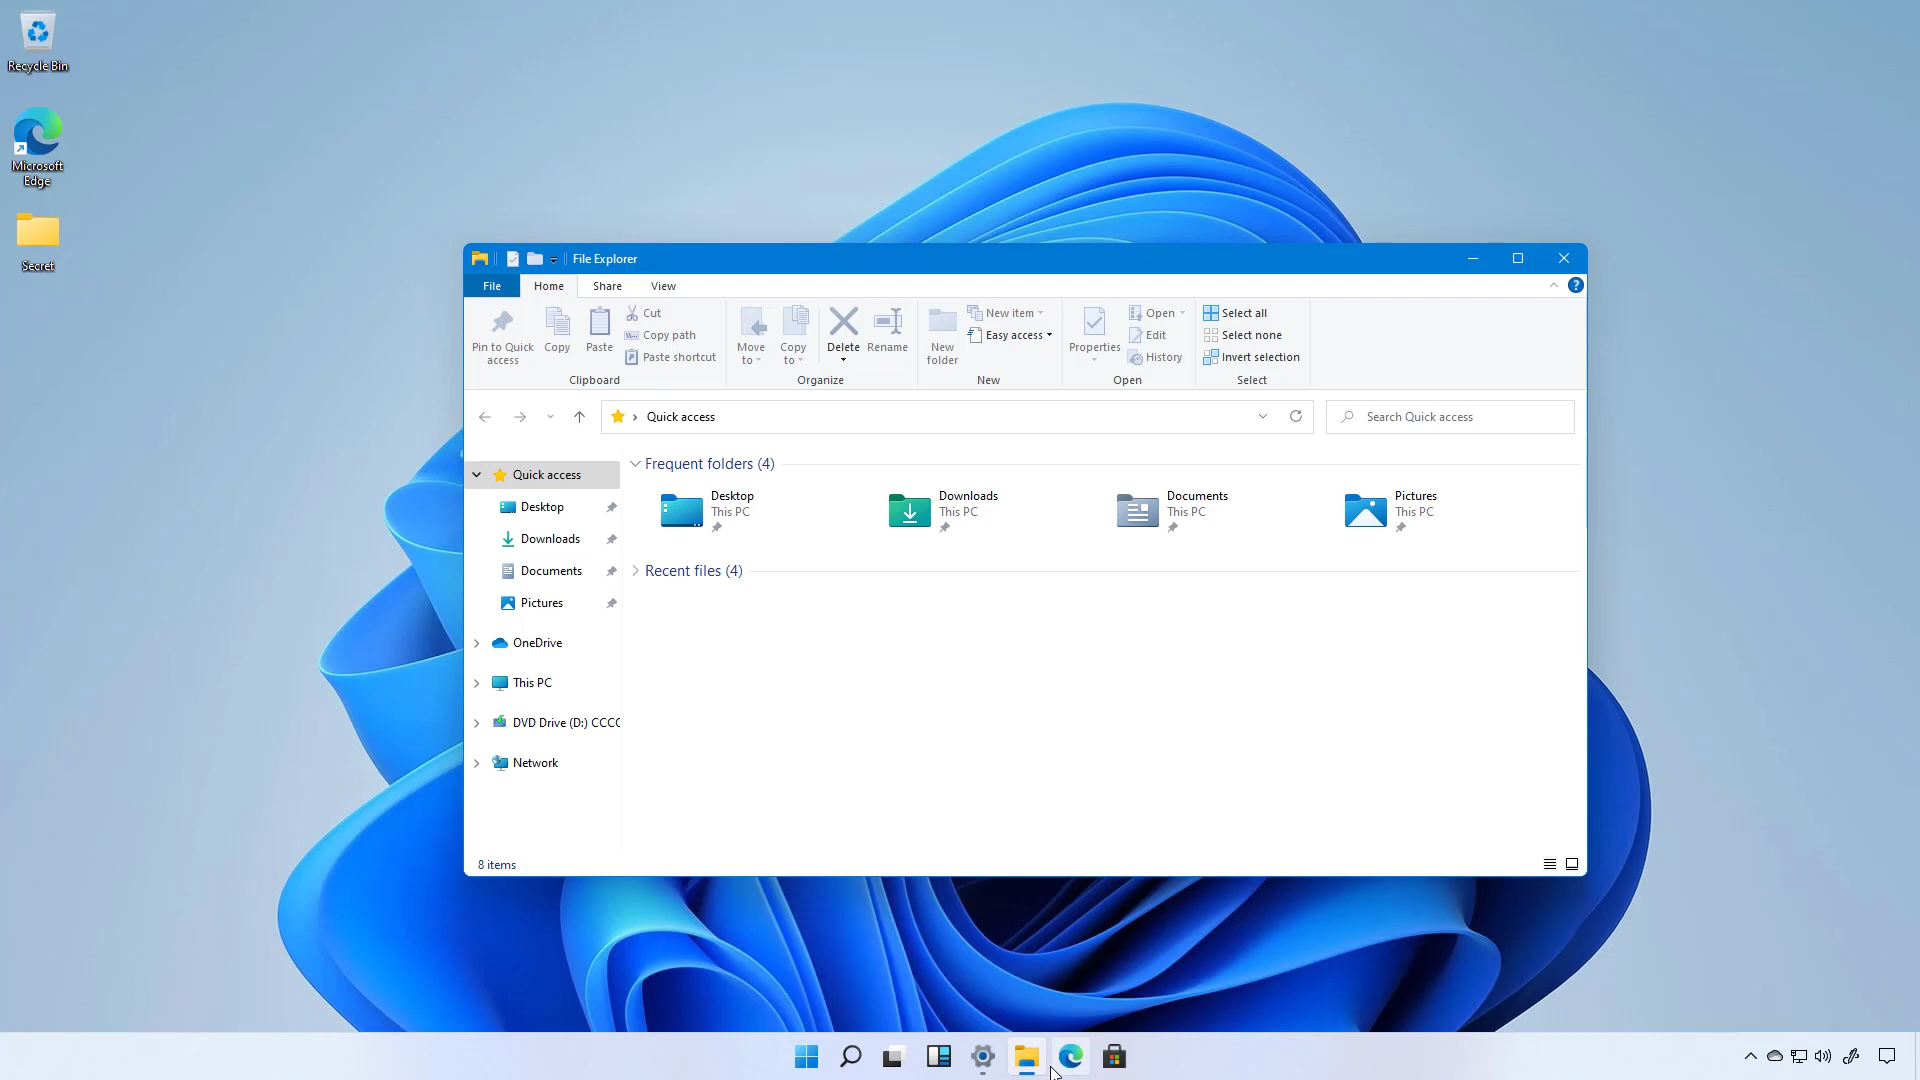 Recycle Bin
Microsoft
Edge
Secret
File Explorer
File
Home
Share
View
Pin to Quick
access
Copy
Paste
Cut
Copy path
Paste shortcut
Clipboard
Move
to
Copy
to
Delete
Rename
Organize
New
folder
New item
Easy access
New
Properties
Open
Edit
History
Open
Select all
Select none
Invert selection
Select
Quick access
Search Quick access
Quick access
Desktop
Downloads
Documents
Pictures
OneDrive
This PC
DVD Drive (D:) CCC
Network
Frequent folders (4)
Desktop
This PC
Downloads
This PC
Documents
This PC
Pictures
This PC
Recent files (4)
8 items